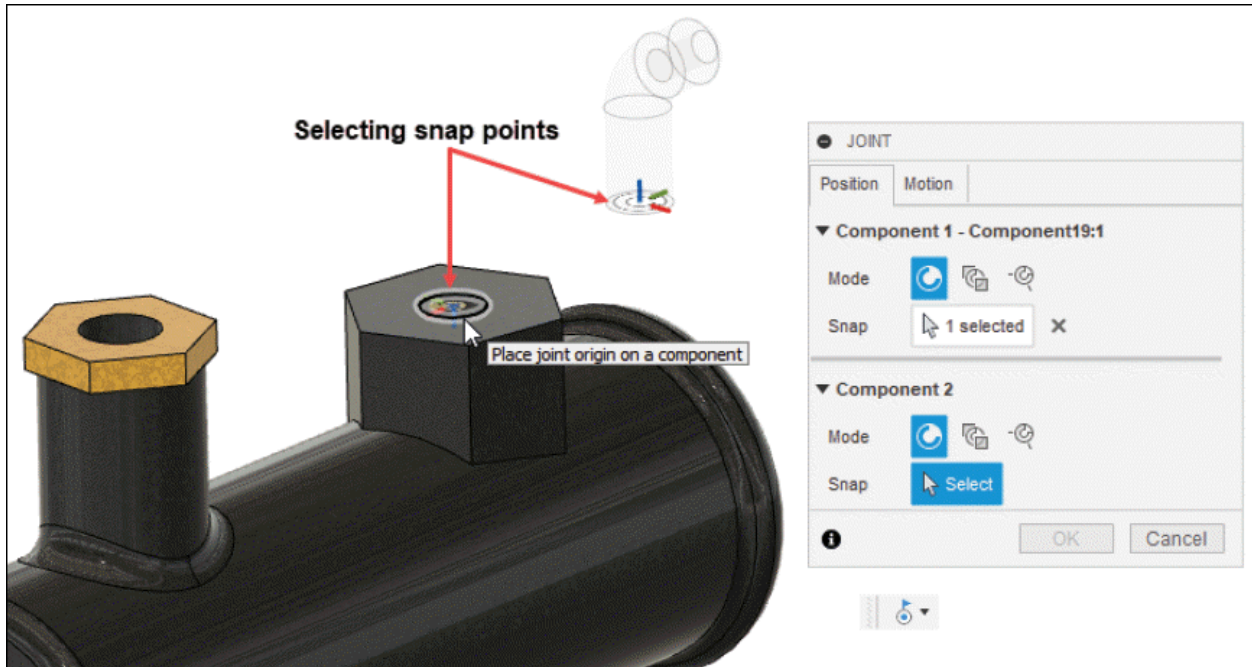 Selecting snap points
Place joint origin on a component
JOINT
Position Motion
Component 1 - Component19:1
Mode
Snap 1 selected
Component 2
Mode
Snap Select
OK Cancel